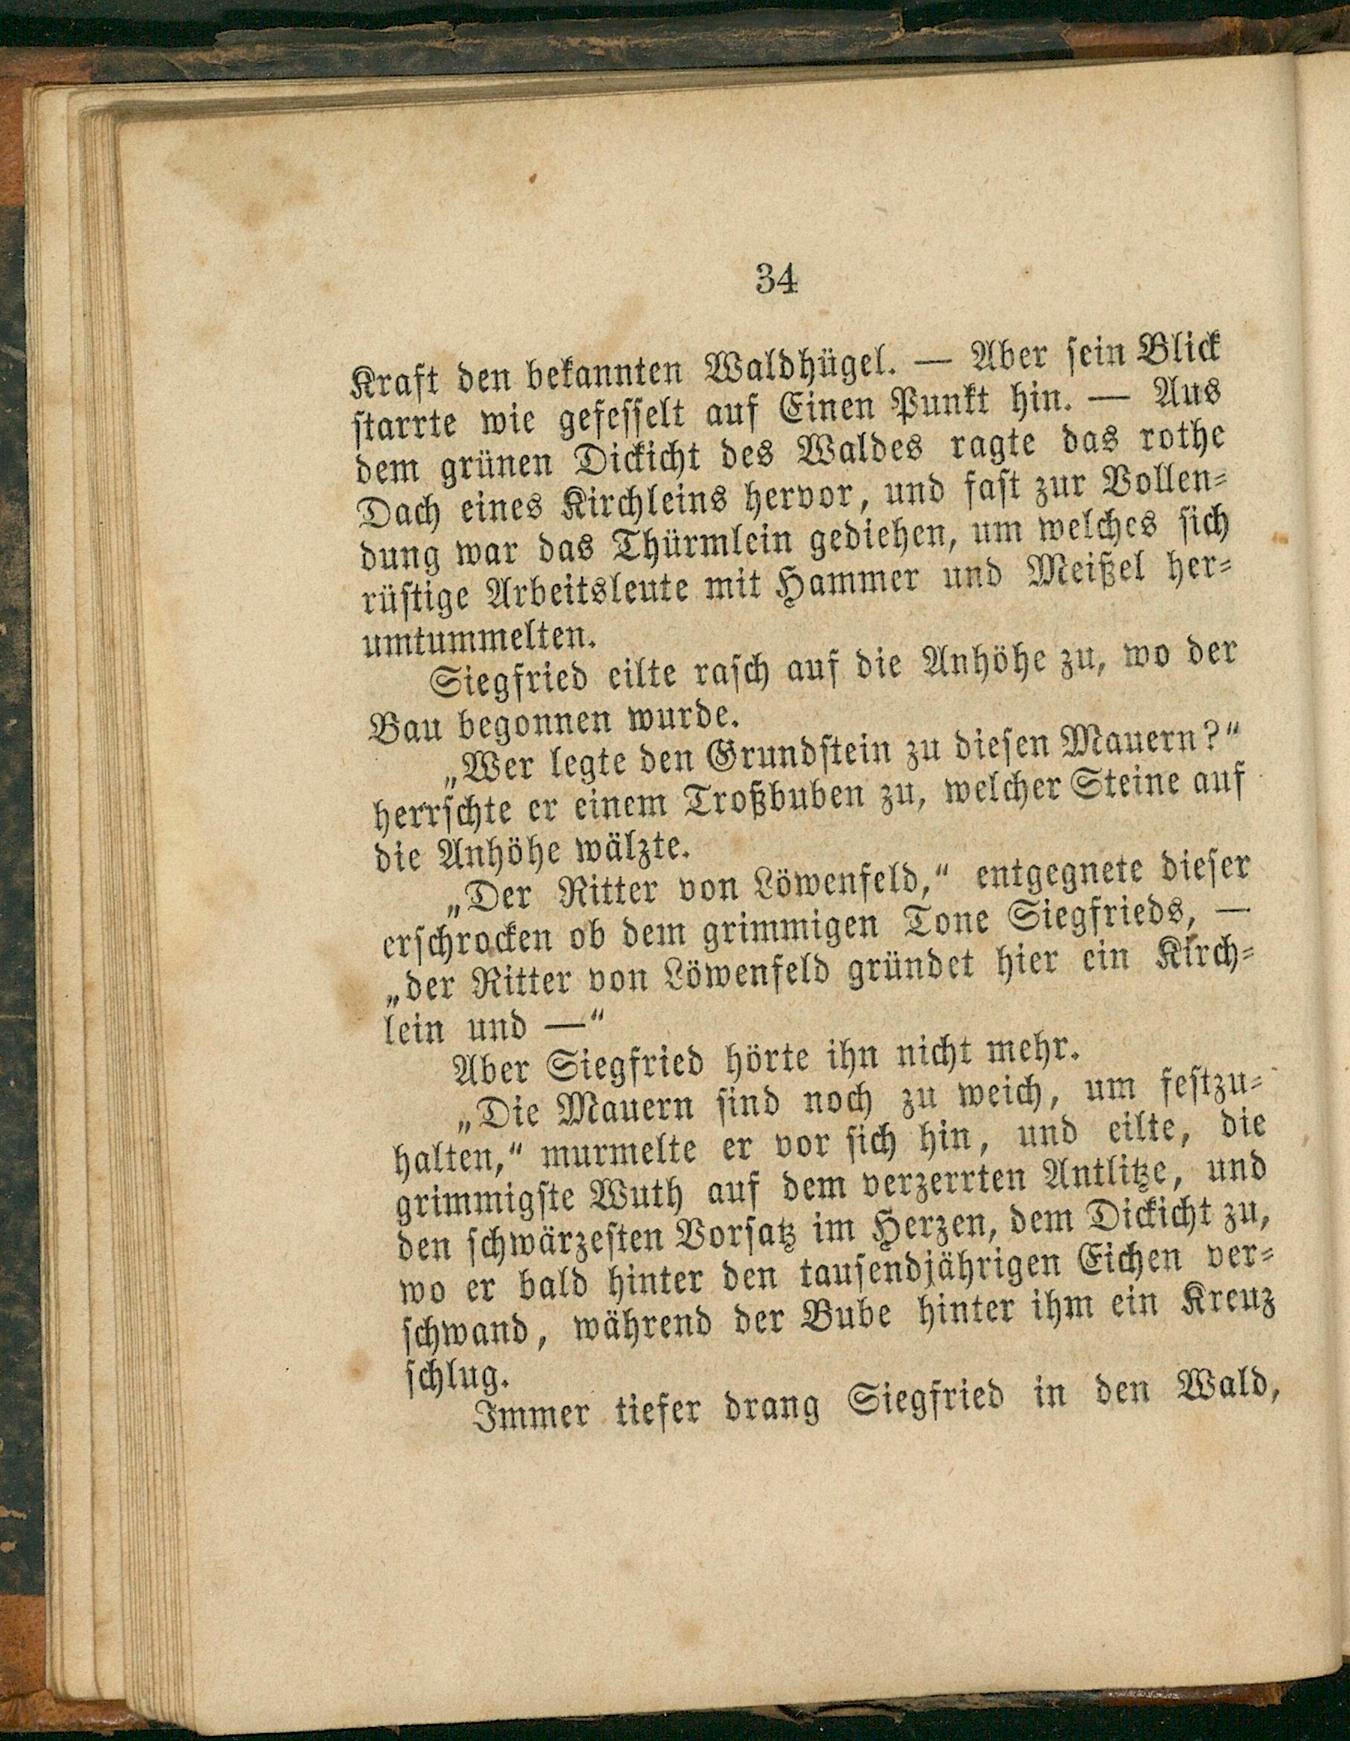 34
Kraft den bekannten Waldhügel. — Aber sein Blick
starrte wie gefesselt auf Einen Punkt hin. — Aus
dem grünen Dickicht des Waldes ragte das rothe
Dach eines Kirchleins hervor, und fast zur Vollen-
dung war das Thürmlein gediehen, um welches sich
rüstige Arbeitsleute mit Hammer und Meißel her-
umtummelten.
Siegfried eilte rasch auf die Anhöhe zu, wo der
Bau begonnen wurde.
„Wer legte den Grundstein zu diesen Mauern?“
herrschte er einem Troßbuben zu, welcher Steine auf
die Anhöhe wälzte.
„Der Ritter von Löwenfeld,“ entgegnete dieser
erschrocken ob dem grimmigen Tone Siegfrieds, —
„der Ritter von Löwenfeld gründet hier ein Kirch-
lein und —“
Aber Siegfried hörte ihn nicht mehr.
„Die Mauern sind noch zu weich, um festzu-
halten,“ murmelte er vor sich hin, und eilte, die
grimmigste Wuth auf dem verzerrten Antlitze, und
den schwärzesten Vorsatz im Herzen, dem Dickicht zu,
wo er bald hinter den tausendjährigen Eichen ver-
schwand, während der Bube hinter ihm ein Kreuz
schlug.
Immer tiefer drang Siegfried in den Wald,